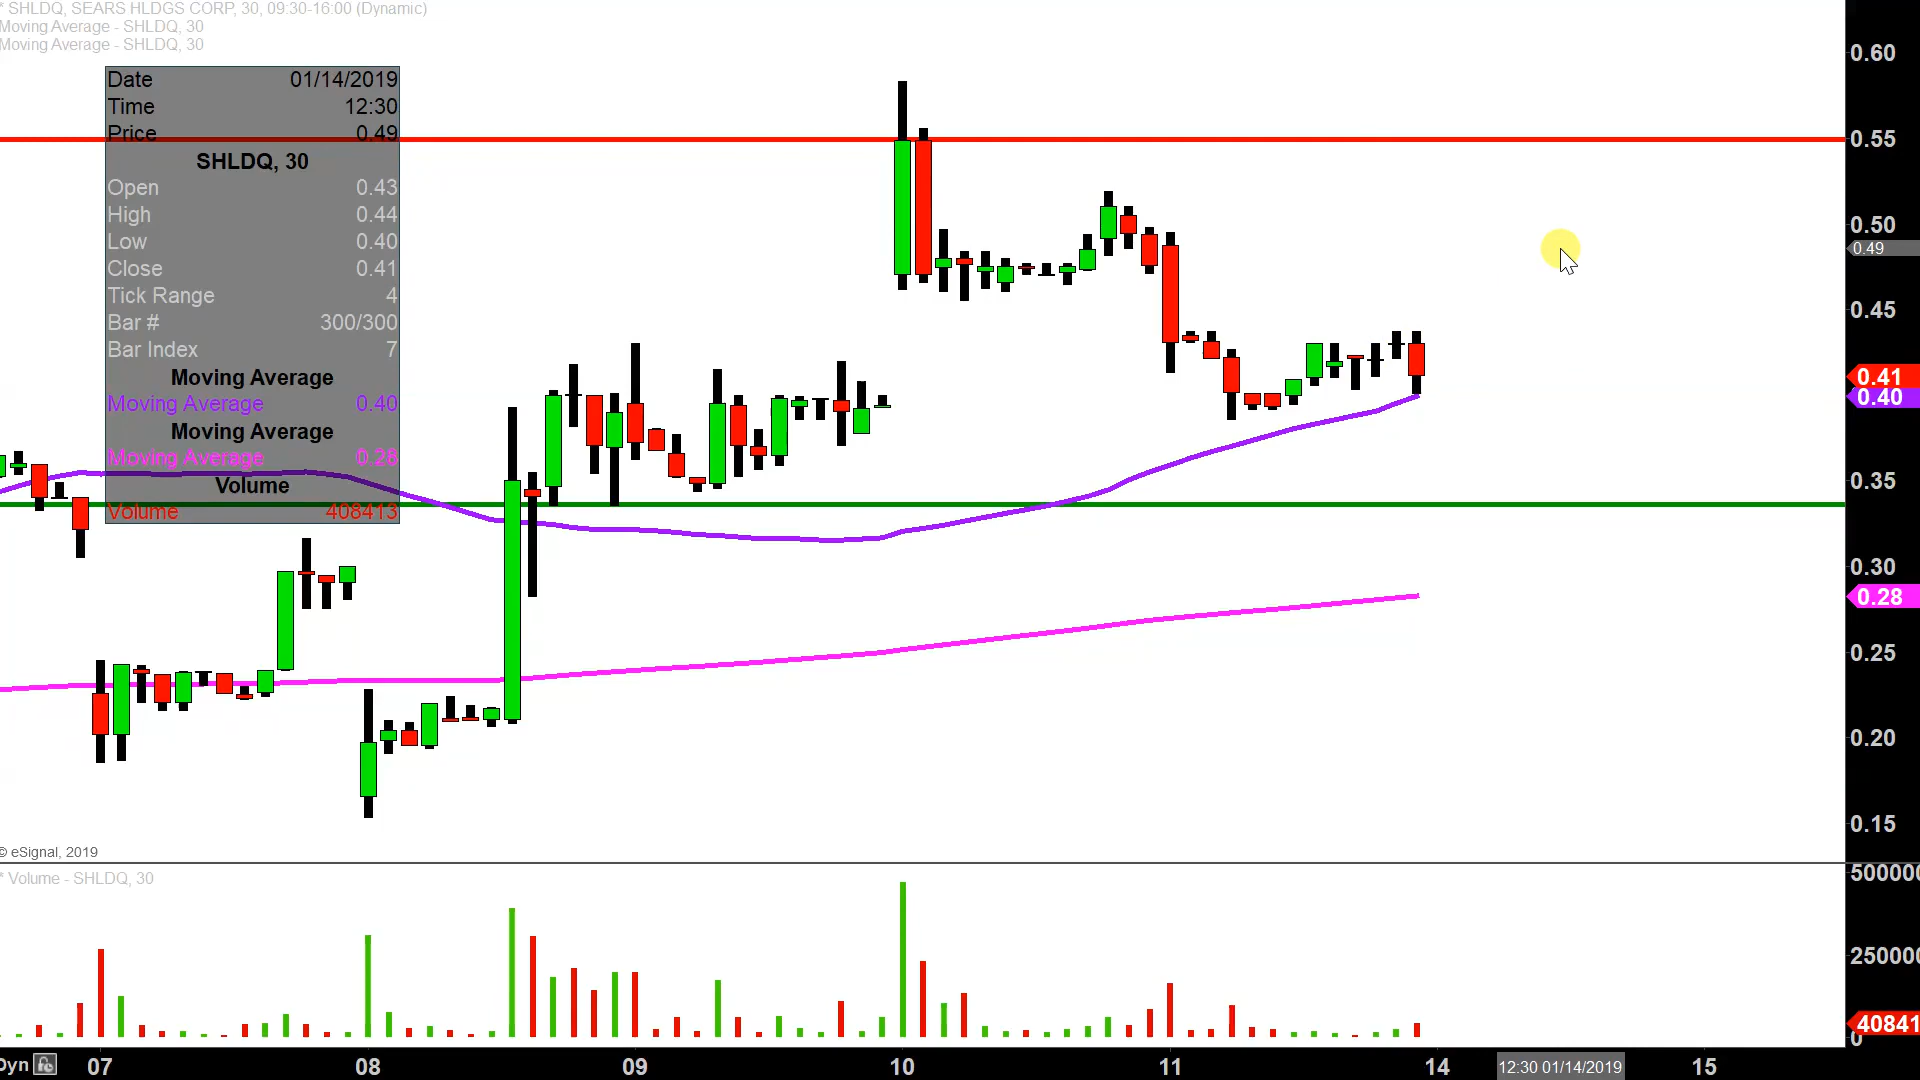 * SHLDQ, SEARS HLDGS CORP, 30, 09:30-16:00 (Dynamic)
Moving Average - SHLDQ, 30
Moving Average - SHLDQ, 30
Date 01/14/2019
Time 12:30
Price 0.49
SHLDQ, 30
Open 0.43
High 0.44
Low 0.40
Close 0.41
Tick Range 4
Bar # 300/300
Bar Index 7
Moving Average
Moving Average 0.40
Moving Average
Moving Average 0.28
Volume
Volume 408413
0.60
0.55
0.50
0.49
0.45
0.41
0.40
0.35
0.30
0.28
0.25
0.20
0.15
© eSignal, 2019
* Volume - SHLDQ, 30
500000
250000
40841
0
Dyn 07 08 09 10 11 14 12:30 01/14/2019 15